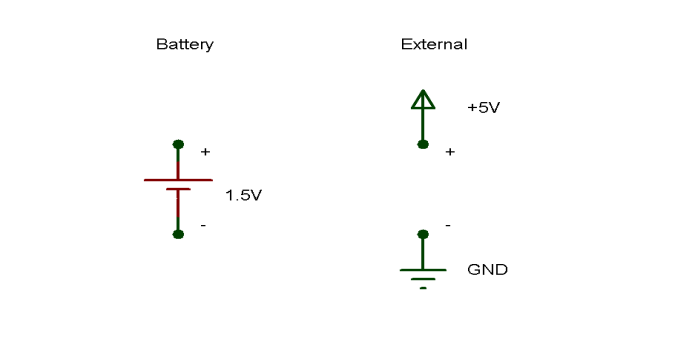 Battery
External
+5V
+
+
1.5V
-
-
GND